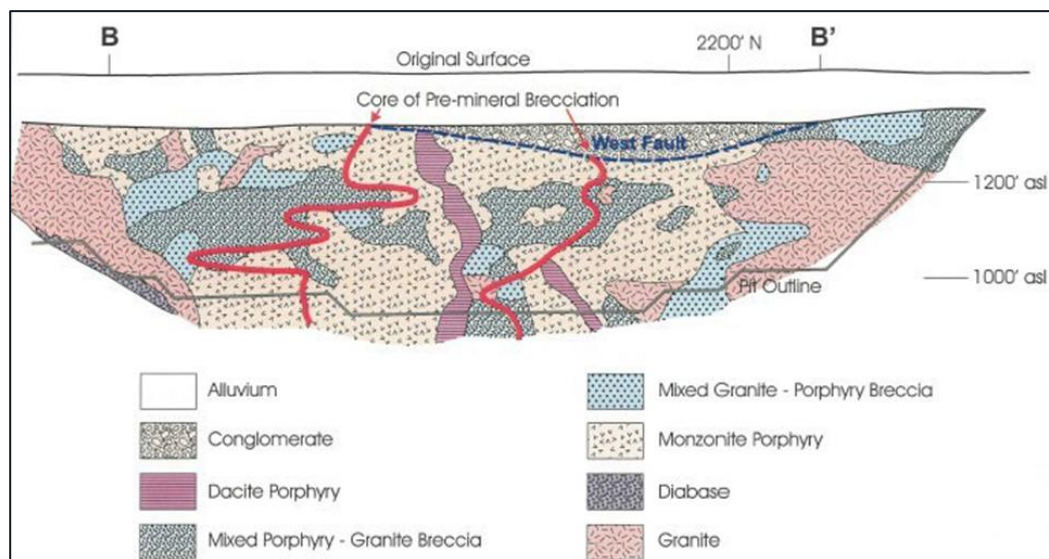 B
2200' N
B'
Original Surface
Core of Pre-mineral Brecciation
West Fault
1200' asl
1000' asl
Pit Outline
Alluvium
Mixed Granite - Porphyry Breccia
Conglomerate
Monzonite Porphyry
Dacite Porphyry
Diabase
Mixed Porphyry - Granite Breccia
Granite